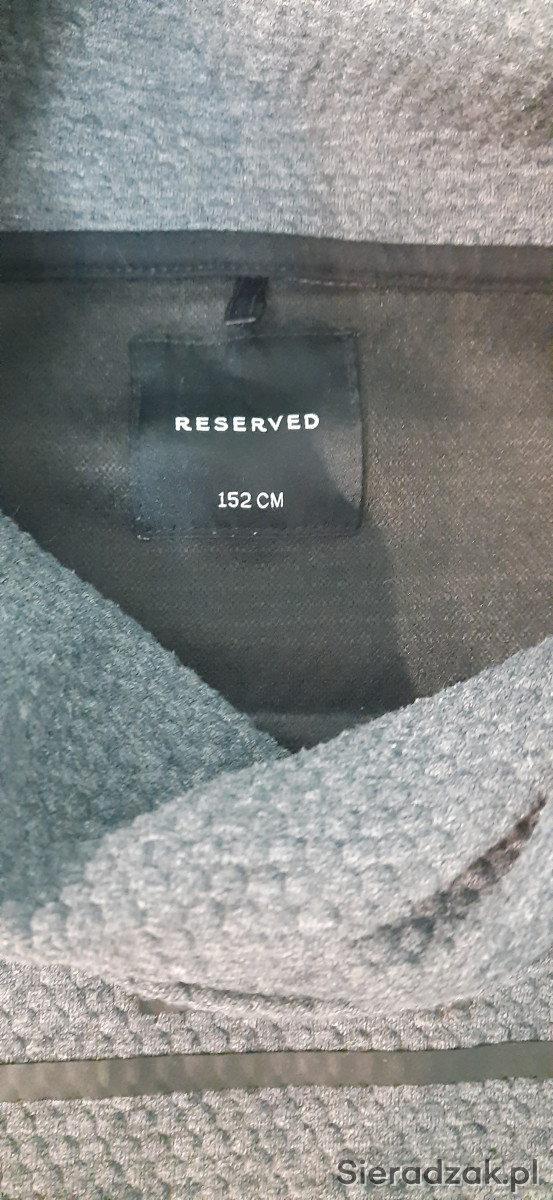 RESERVED
152 CM
Sieradzak.pl